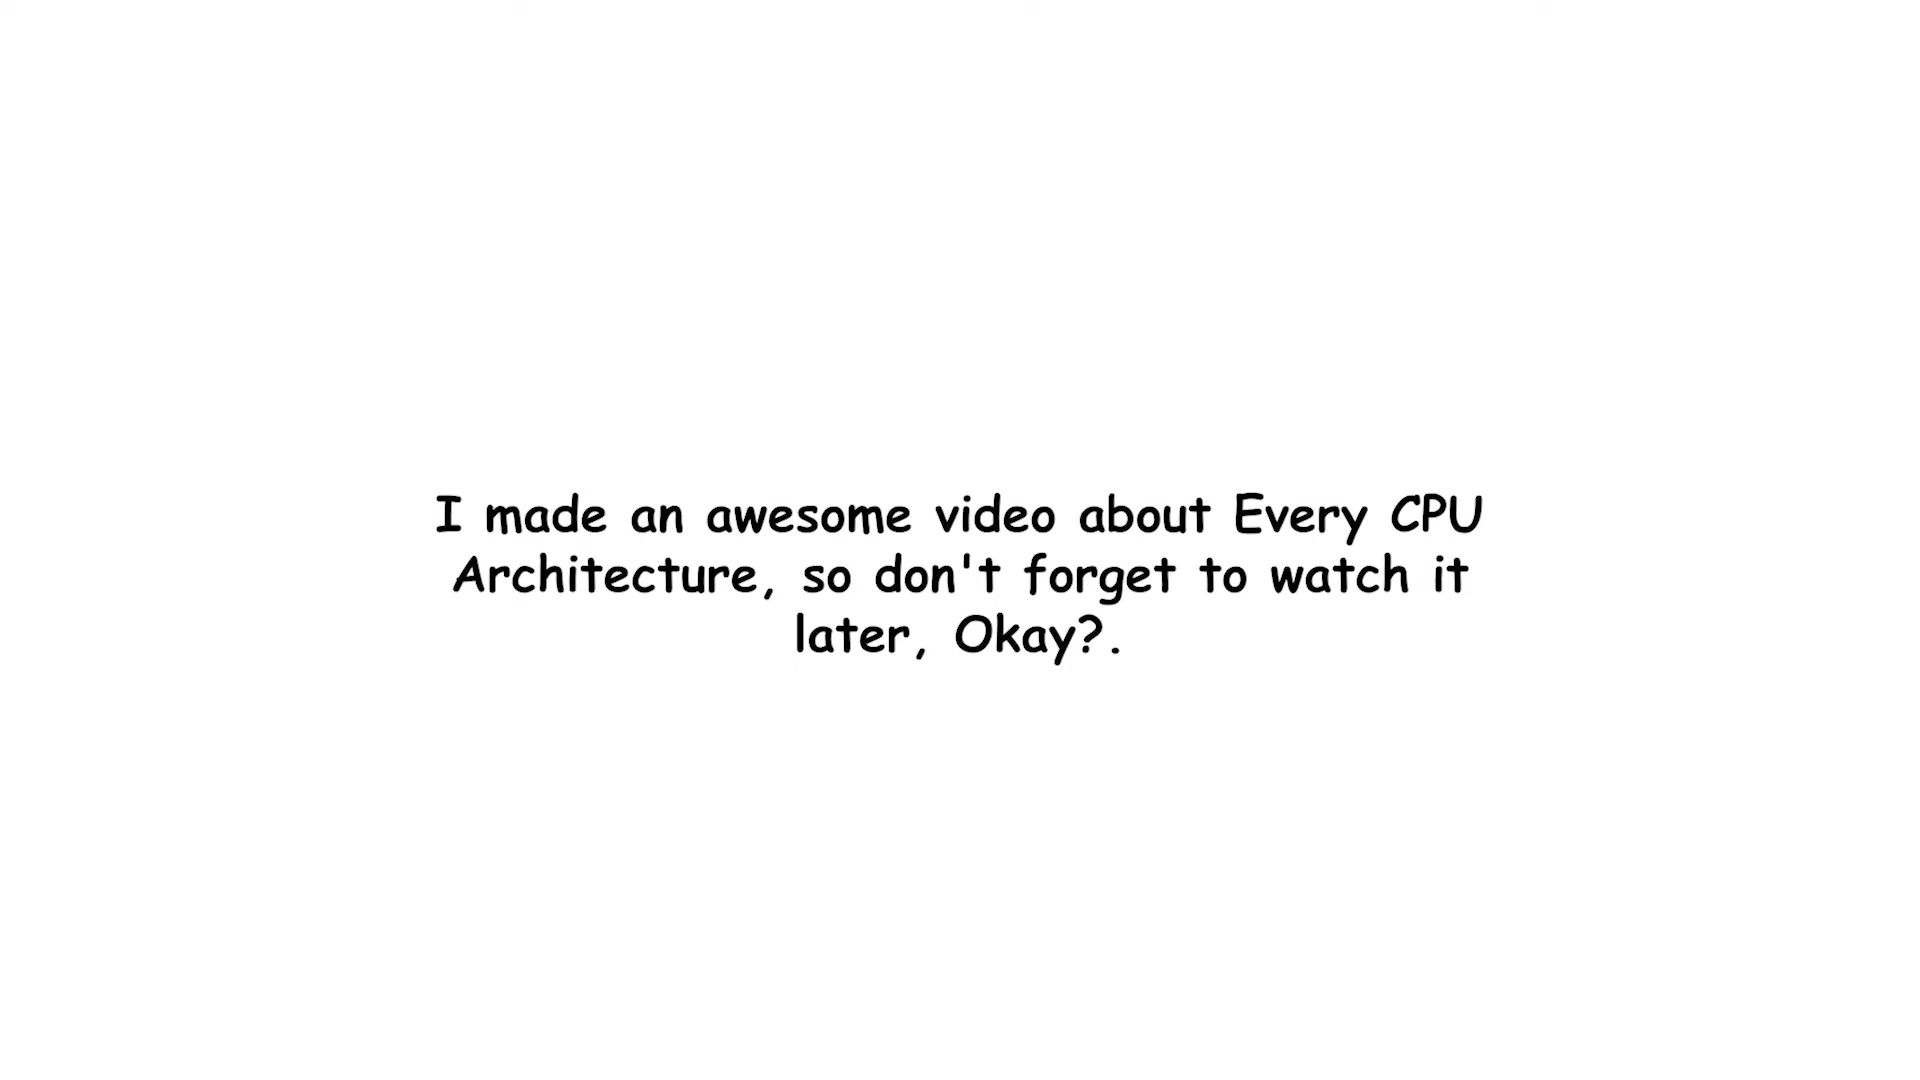 I made an awesome video about Every CPU
Architecture, so don't forget to watch it
later, Okay?.